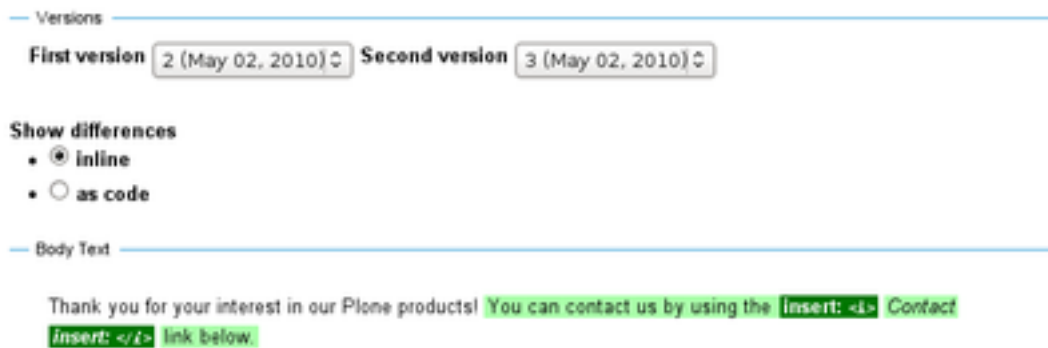 Versions
First version 2 (May 02, 2010) Second version 3 (May 02, 2010)
Show differences
• inline
• as code
Body Text
Thank you for your interest in our Plone products! You can contact us by using the insert: <i> Contact
insert: </i> link below.